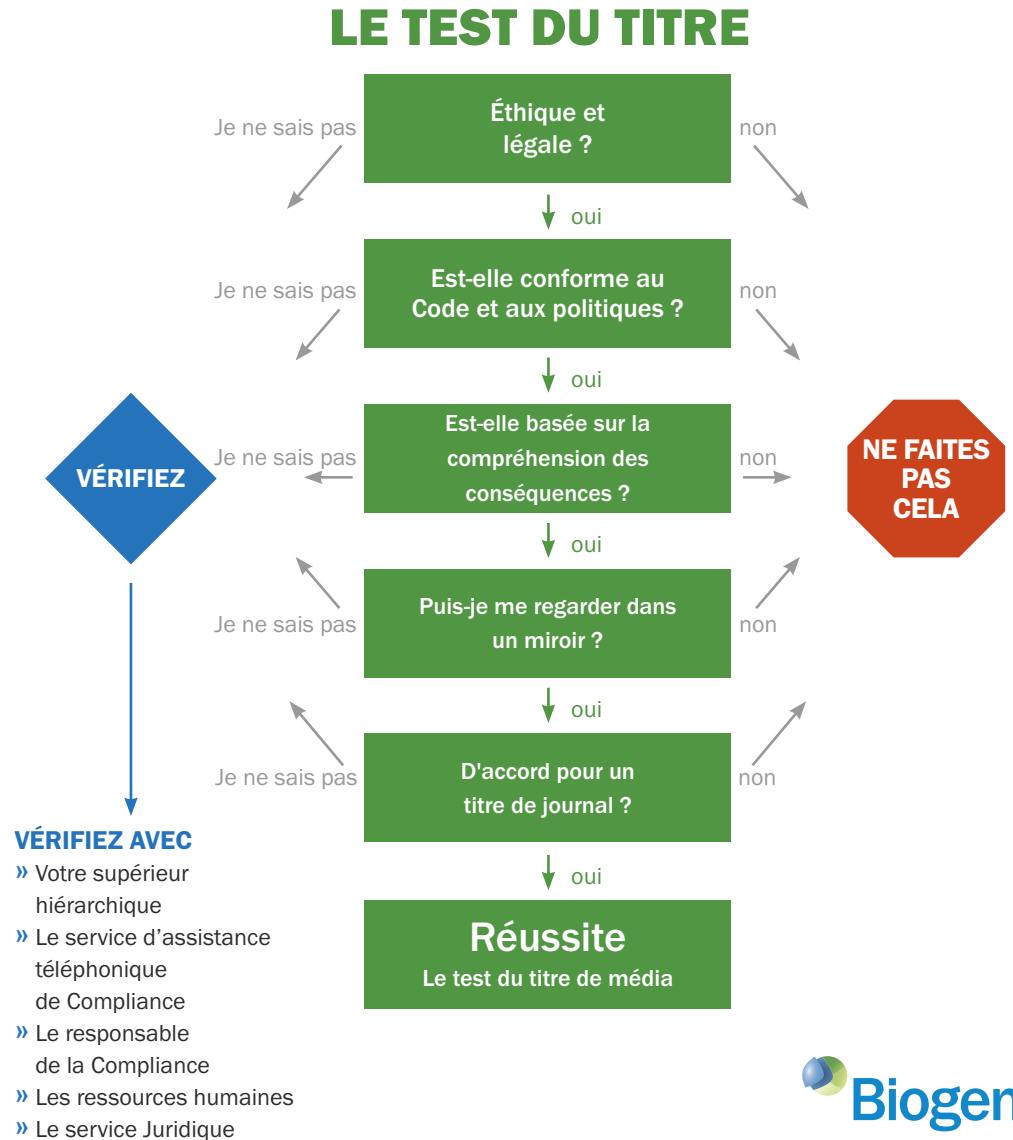 LE TEST DU TITRE
Éthique et
légale ?
Je ne sais pas
non
oui
Est-elle conforme au
Code et aux politiques ?
Je ne sais pas
non
oui
Est-elle basée sur la
compréhension des
conséquences ?
Je ne sais pas
non
VÉRIFIEZ
NE FAITES
PAS
CELA
oui
Puis-je me regarder dans
un miroir ?
Je ne sais pas
non
oui
D'accord pour un
titre de journal ?
Je ne sais pas
non
oui
Réussite
Le test du titre de média
VÉRIFIEZ AVEC
» Votre supérieur
hiérarchique
» Le service d’assistance
téléphonique
de Compliance
» Le responsable
de la Compliance
» Les ressources humaines
» Le service Juridique
Biogen